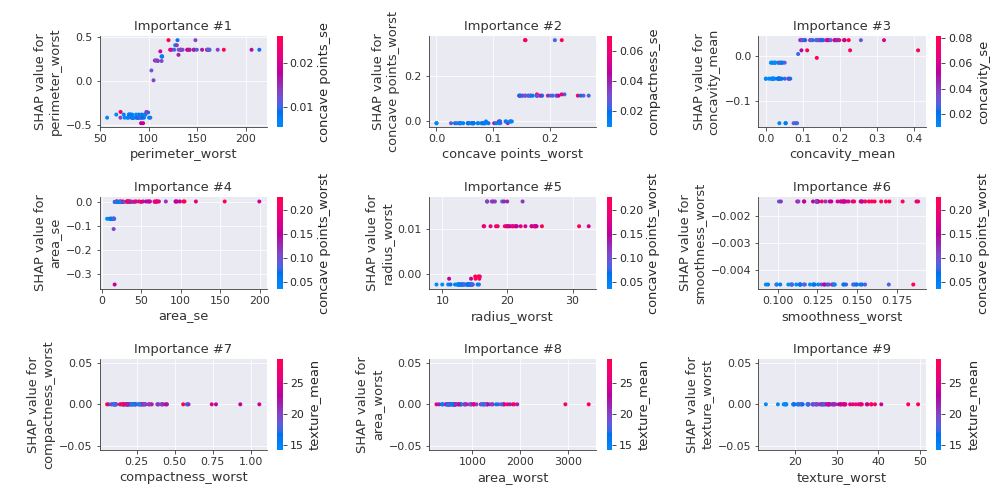 Importance #1
SHAP value for
perimeter_worst
0.5
0.0
−0.5
50
100
150
200
perimeter_worst
0.02
0.01
concave points_se
Importance #2
SHAP value for
concave points_worst
0.2
0.0
0.0
0.1
0.2
concave points_worst
0.06
0.04
0.02
compactness_se
Importance #3
SHAP value for
concavity_mean
0.0
−0.1
0.0
0.1
0.2
0.3
0.4
concavity_mean
0.08
0.06
0.04
0.02
concavity_se
Importance #4
SHAP value for
area_se
0.0
−0.1
−0.2
−0.3
0
50
100
150
200
area_se
0.20
0.15
0.10
0.05
concave points_worst
Importance #5
SHAP value for
radius_worst
0.01
0.00
10
20
30
radius_worst
0.20
0.15
0.10
0.05
concave points_worst
Importance #6
SHAP value for
smoothness_worst
−0.002
−0.003
−0.004
0.100
0.125
0.150
0.175
smoothness_worst
0.20
0.15
0.10
0.05
concave points_worst
Importance #7
SHAP value for
compactness_worst
0.05
0.00
−0.05
0.25
0.50
0.75
1.00
compactness_worst
25
20
15
texture_mean
Importance #8
SHAP value for
area_worst
0.05
0.00
−0.05
1000
2000
3000
area_worst
25
20
15
texture_mean
Importance #9
SHAP value for
texture_worst
0.05
0.00
−0.05
20
30
40
50
texture_worst
25
20
15
texture_mean